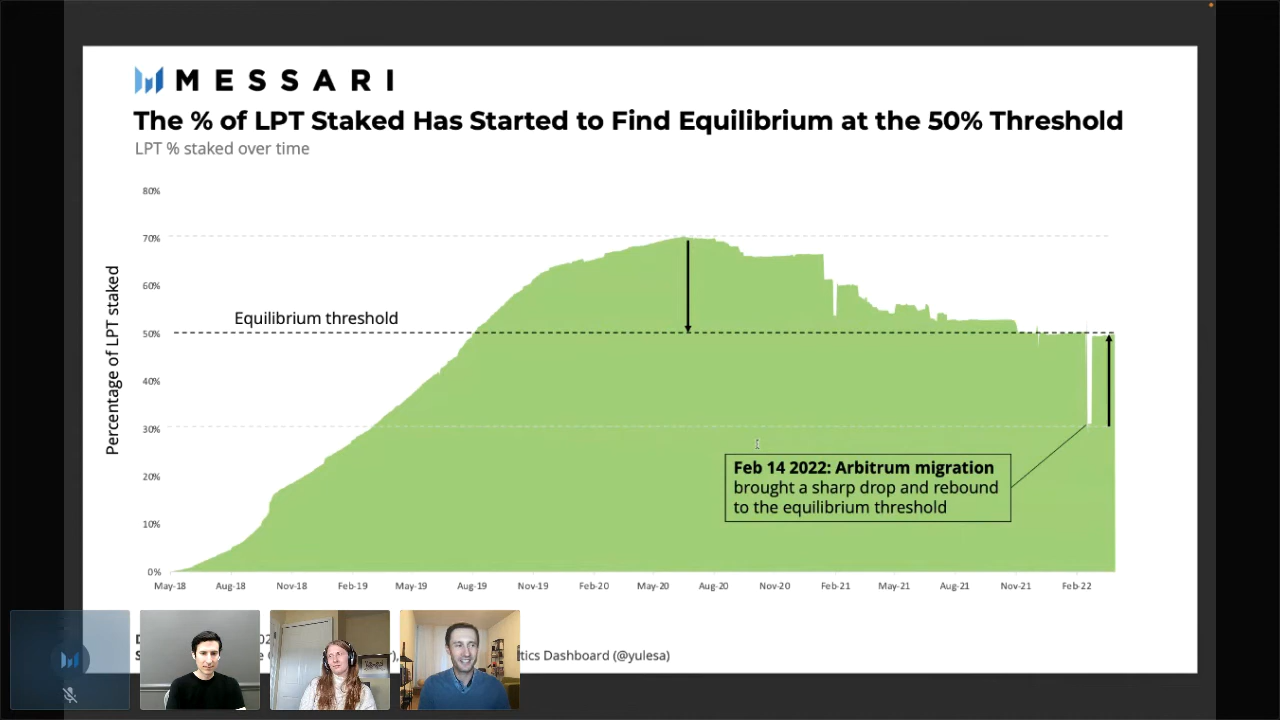 MESSARI
The % of LPT Staked Has Started to Find Equilibrium at the 50% Threshold
LPT % staked over time
Percentage of LPT staked
80%
70%
60%
50%
40%
30%
20%
10%
0%
Equilibrium threshold
Feb 14 2022: Arbitrum migration
brought a sharp drop and rebound
to the equilibrium threshold
May-18 Aug-18 Nov-18 Feb-19 May-19 Aug-19 Nov-19 Feb-20 May-20 Aug-20 Nov-20 Feb-21 May-21 Aug-21 Nov-21 Feb-22
Dashboard (@yulesa)